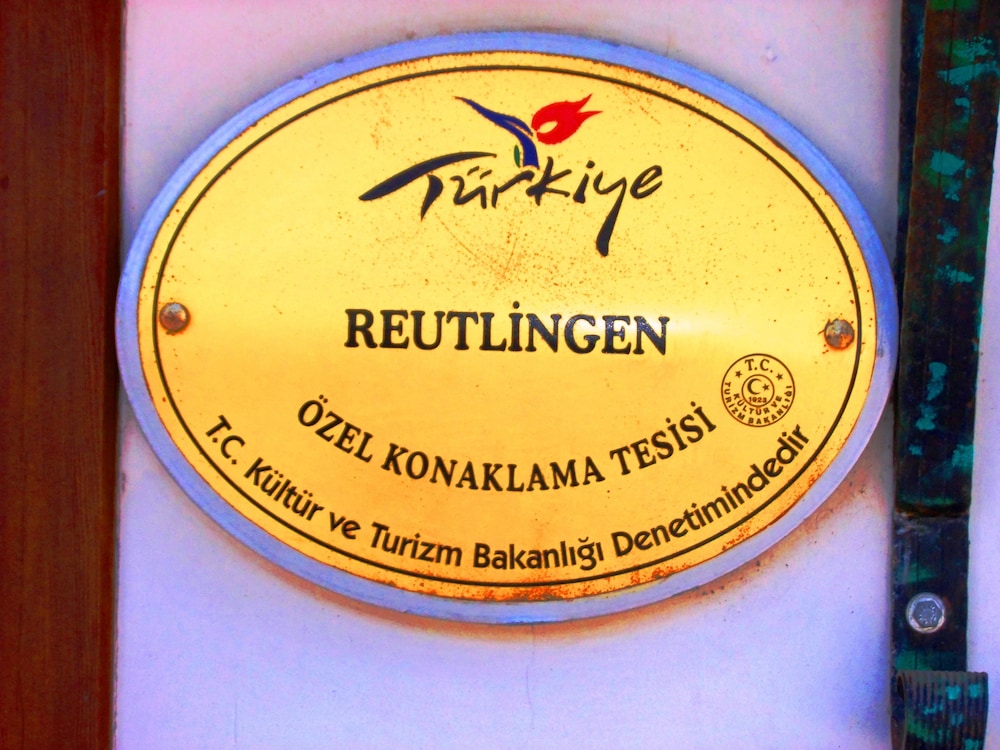 Türkiye
REUTLİNGEN
ÖZEL KONAKLAMA TESİSİ
T.C. Kültür ve Turizm Bakanlığı Denetimindedir
T.C.
1923
KÜLTÜR VE
TURİZM BAKANLIĞI